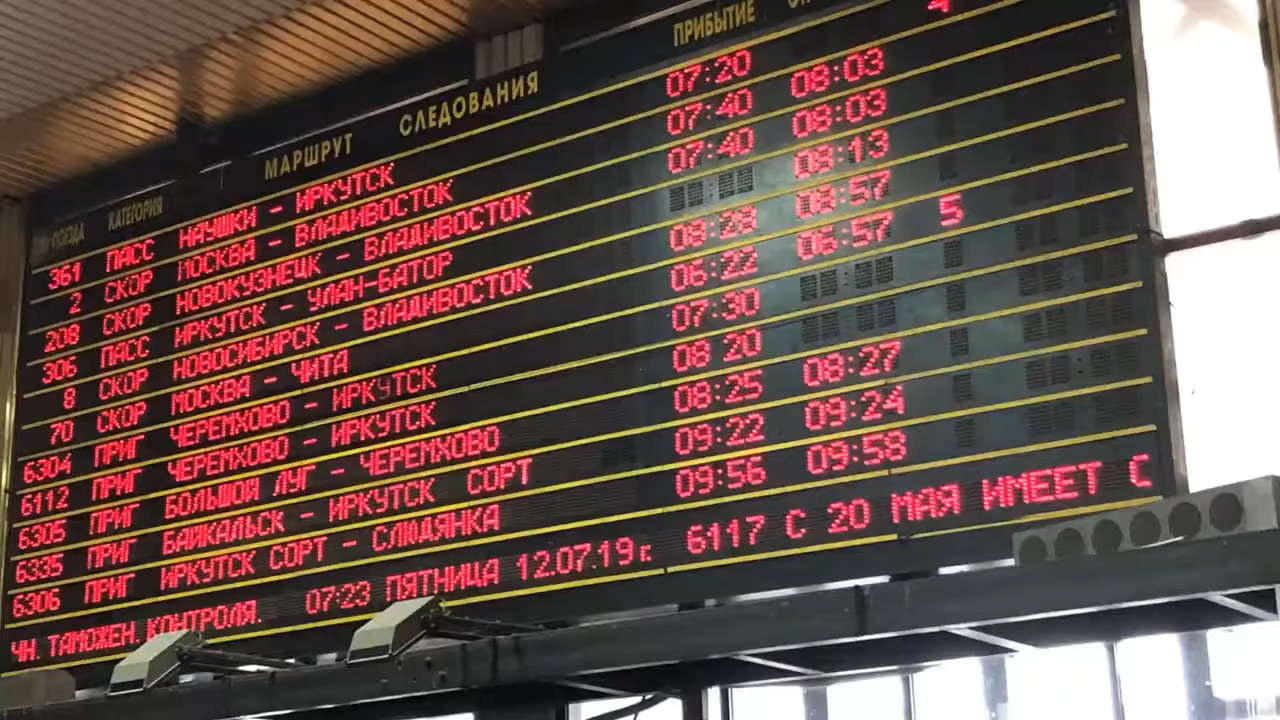 № ПОЕЗДА КАТЕГОРИЯ МАРШРУТ СЛЕДОВАНИЯ ПРИБЫТИЕ
361 ПАСС НАУШКИ - ИРКУТСК 07:20 4
2 СКОР МОСКВА - ВЛАДИВОСТОК 07:40 08:03
208 СКОР НОВОКУЗНЕЦК - ВЛАДИВОСТОК 07:40 08:03
306 ПАСС ИРКУТСК - УЛАН-БАТОР 08:13
8 СКОР НОВОСИБИРСК - ВЛАДИВОСТОК 08:28 08:57
70 СКОР МОСКВА - ЧИТА 06:22 06:57 5
6304 ПРИГ ЧЕРЕМХОВО - ИРКУТСК 07:30
6112 ПРИГ ЧЕРЕМХОВО - ИРКУТСК 08 20
6305 ПРИГ БОЛЬШОЙ ЛУГ - ЧЕРЕМХОВО 08:25 08:27
6335 ПРИГ БАЙКАЛЬСК - ИРКУТСК СОРТ 09:22 09:24
6306 ПРИГ ИРКУТСК СОРТ - СЛЮДЯНКА 09:56 09:58
ЧН. ТАМОЖЕН. КОНТРОЛЯ. 07:23 ПЯТНИЦА 12.07.19г. 6117 С 20 МАЯ ИМЕЕТ С